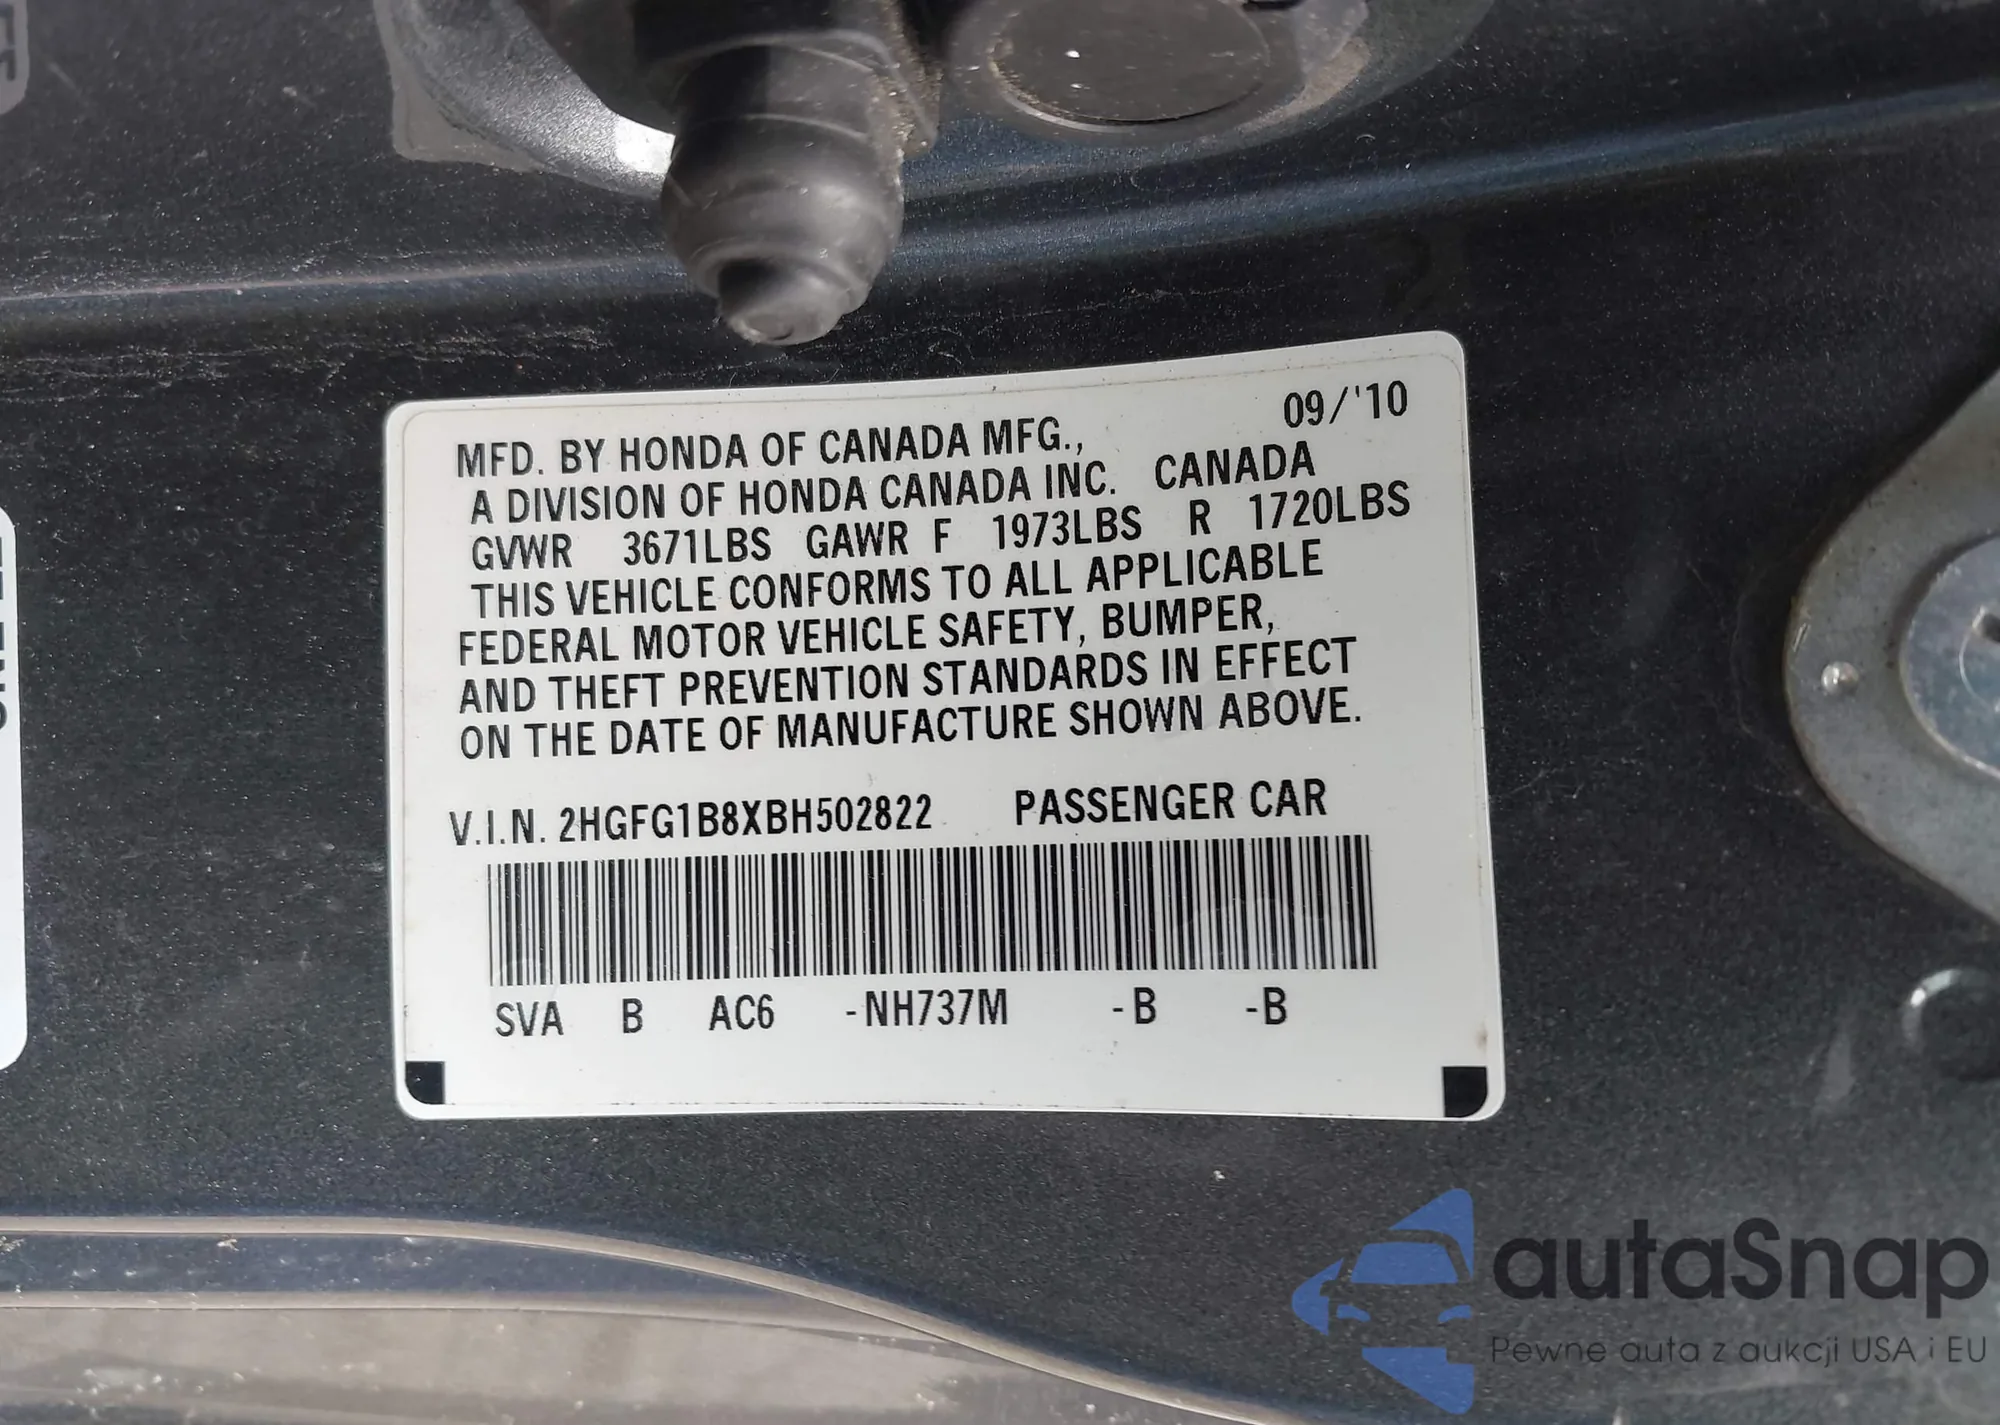 09/'10
MFD. BY HONDA OF CANADA MFG.,
A DIVISION OF HONDA CANADA INC. CANADA
GVWR 3671LBS GAWR F 1973LBS R 1720LBS
THIS VEHICLE CONFORMS TO ALL APPLICABLE
FEDERAL MOTOR VEHICLE SAFETY, BUMPER,
AND THEFT PREVENTION STANDARDS IN EFFECT
ON THE DATE OF MANUFACTURE SHOWN ABOVE.
V.I.N. 2HGFG1B8XBH502822 PASSENGER CAR
SVA B AC6 -NH737M -B -B
autaSnap
Pewne auta z aukcji USA i EU